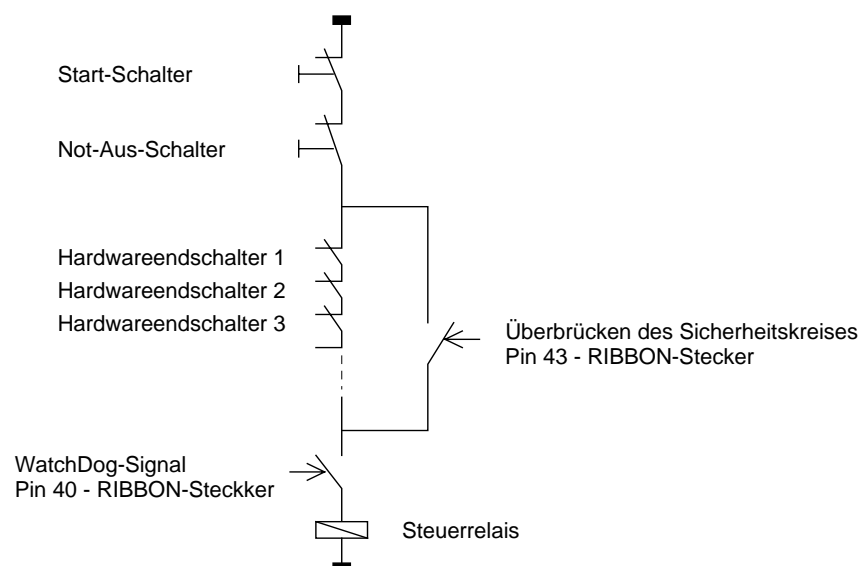 Start-Schalter
Not-Aus-Schalter
Hardwareendschalter 1
Hardwareendschalter 2
Hardwareendschalter 3
Überbrücken des Sicherheitskreises
Pin 43 - RIBBON-Stecker
WatchDog-Signal
Pin 40 - RIBBON-Steckker
Steuerrelais